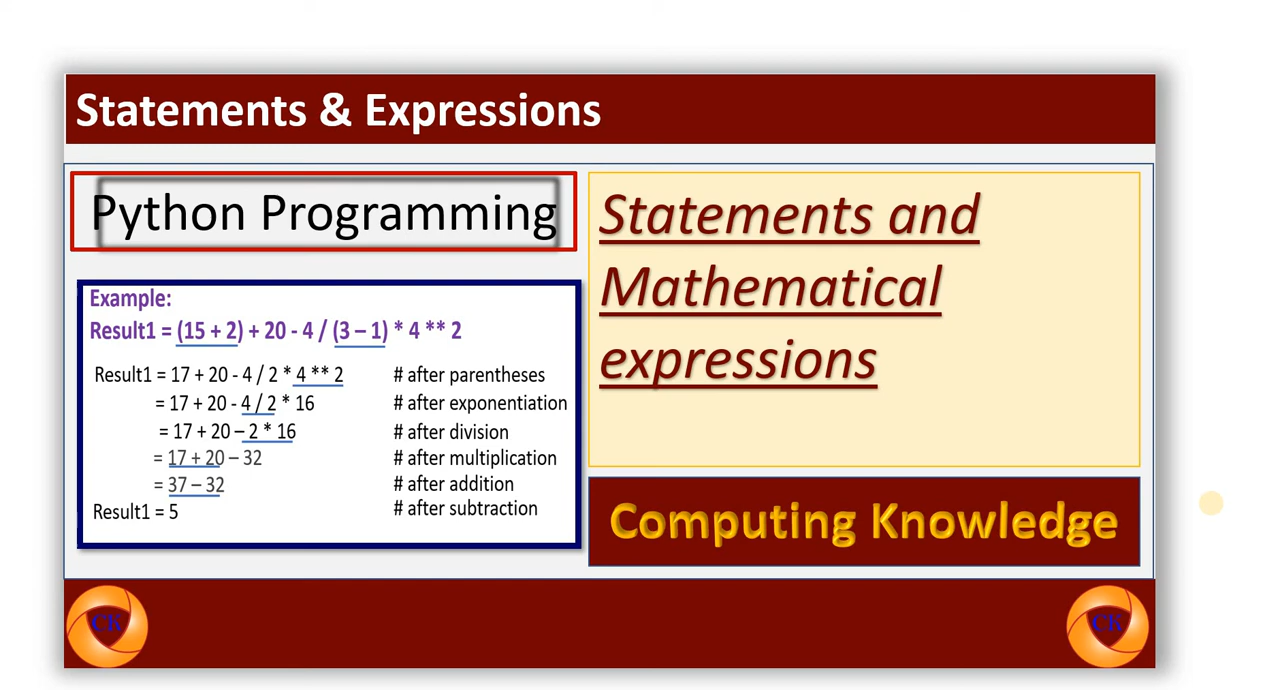 Statements & Expressions
Python Programming
Example:
Result1 = (15 + 2) + 20 - 4 / (3 – 1) * 4 ** 2
Result1 = 17 + 20 - 4 / 2 * 4 ** 2 # after parentheses
= 17 + 20 - 4 / 2 * 16 # after exponentiation
= 17 + 20 – 2 * 16 # after division
= 17 + 20 – 32 # after multiplication
= 37 – 32 # after addition
Result1 = 5 # after subtraction
Statements and
Mathematical
expressions
Computing Knowledge
CK
CK